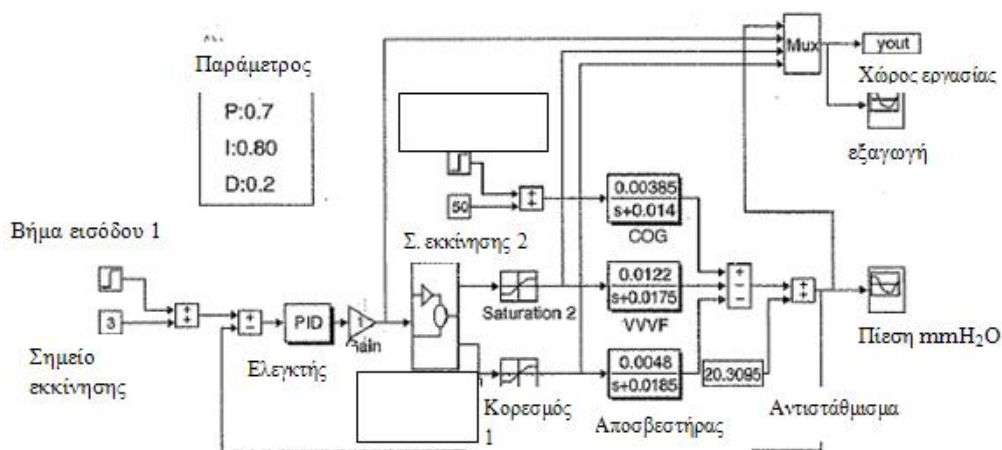 Παράμετρος
P:0.7
I:0.80
D:0.2
Mux
yout
Χώρος εργασίας
εξαγωγή
Βήμα εισόδου 1
50
Σ. εκκίνησης 2
0.00385
s+0.014
COG
0.0122
s+0.0175
VVVF
Saturation 2
3
+
+
+
−
PID
1
+
−
−
+
+
Σημείο
εκκίνησης
Ελεγκτής
Κορεσμός
1
0.0048
s+0.0185
Αποσβεστήρας
20.3095
Αντιστάθμισμα
Πίεση mmH₂O